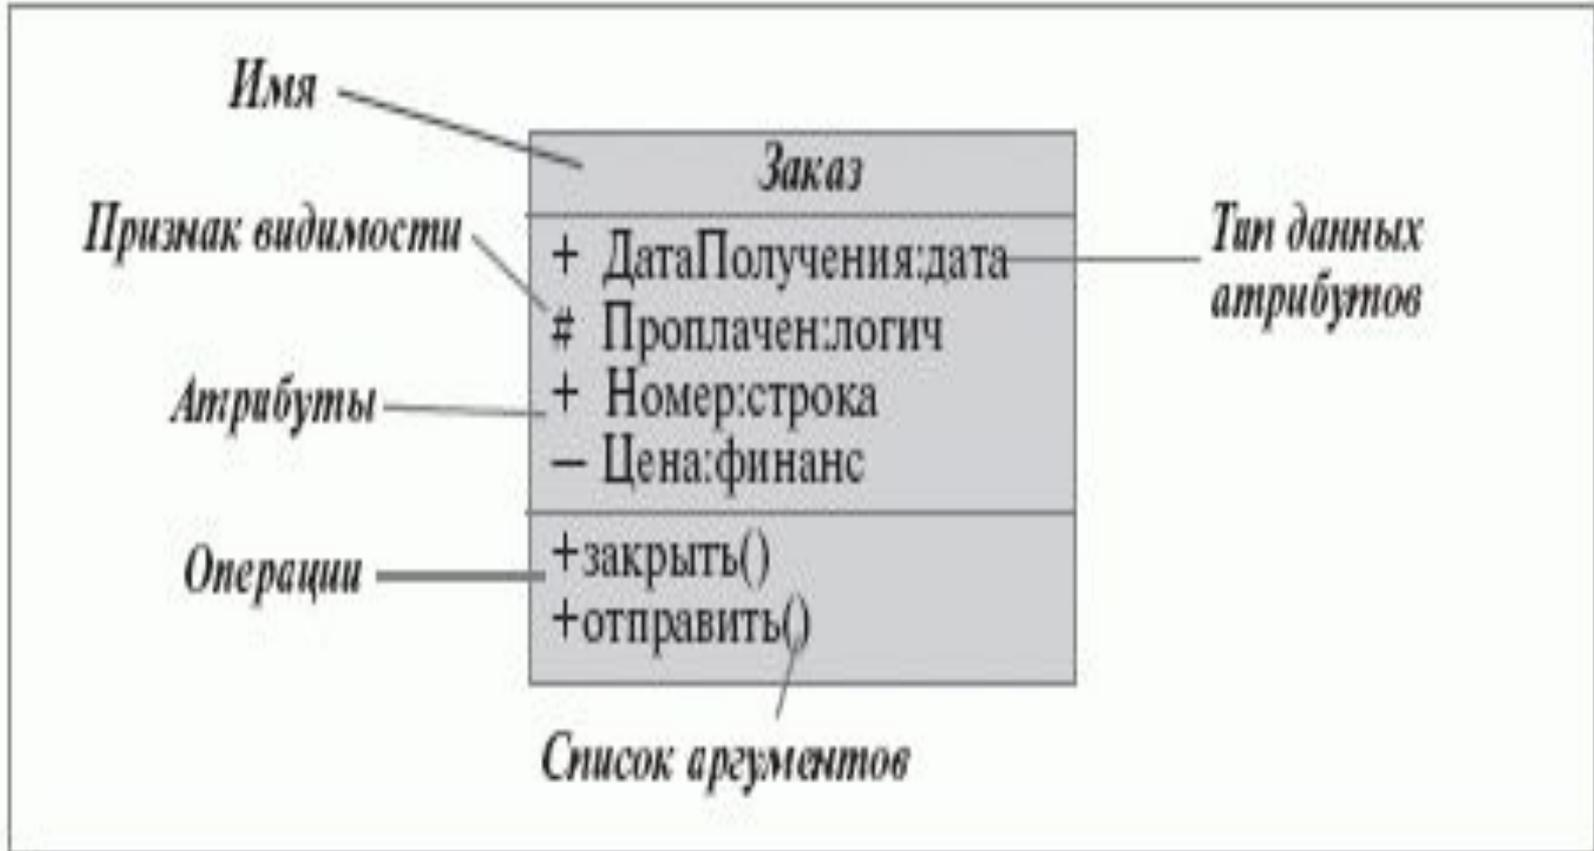 Имя
Заказ
Признак видимости
+ ДатаПолучения:дата
Тип данных
атрибутов
# Проплачен:логич
Атрибуты
+ Номер:строка
– Цена:финанс
Операции
+закрыть()
+отправить()
Список аргументов